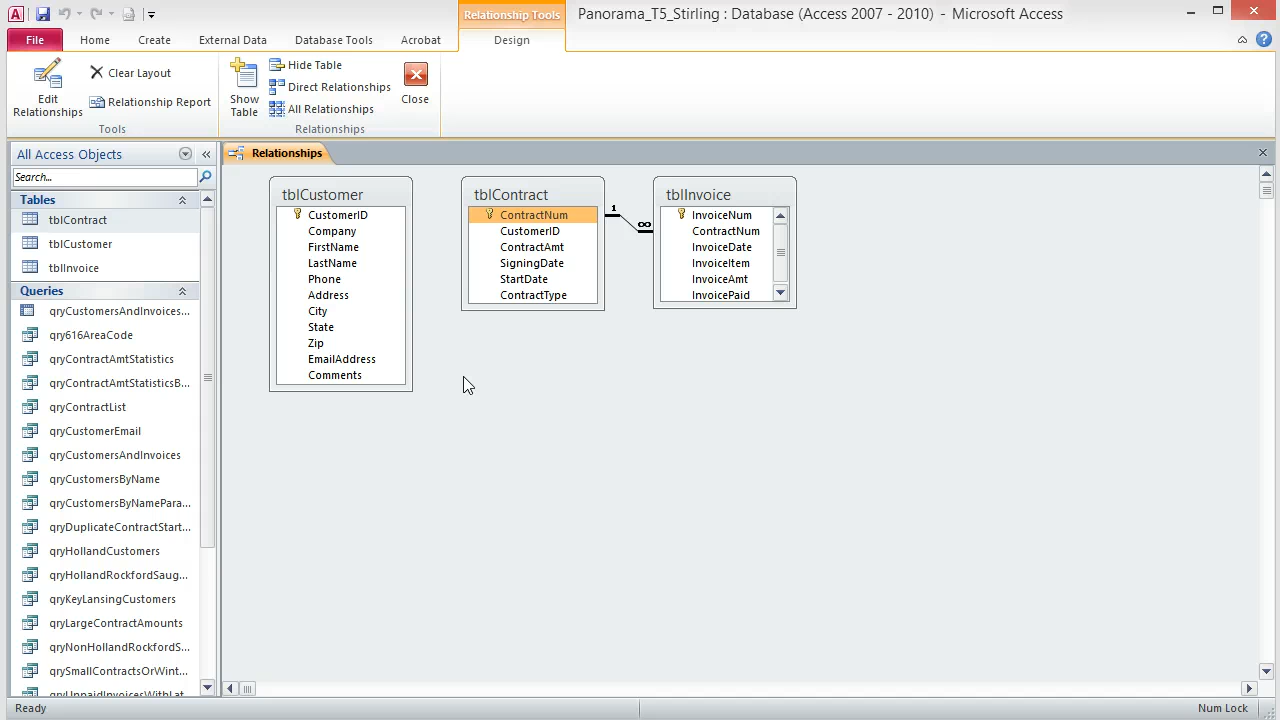 Relationship Tools
Panorama_T5_Stirling : Database (Access 2007 - 2010) - Microsoft Access
File
Home
Create
External Data
Database Tools
Acrobat
Design
Edit
Relationships
Clear Layout
Relationship Report
Tools
Show
Table
Hide Table
Direct Relationships
All Relationships
Relationships
Close
All Access Objects
Search...
Tables
tblContract
tblCustomer
tblInvoice
Queries
qryCustomersAndInvoices...
qry616AreaCode
qryContractAmtStatistics
qryContractAmtStatisticsB...
qryContractList
qryCustomerEmail
qryCustomersAndInvoices
qryCustomersByName
qryCustomersByNamePara...
qryDuplicateContractStart...
qryHollandCustomers
qryHollandRockfordSaug...
qryKeyLansingCustomers
qryLargeContractAmounts
qryNonHollandRockfordS...
qrySmallContractsOrWint...
qryUnpaidInvoicesWithLat...
Relationships
tblCustomer
CustomerID
Company
FirstName
LastName
Phone
Address
City
State
Zip
EmailAddress
Comments
tblContract
ContractNum
CustomerID
ContractAmt
SigningDate
StartDate
ContractType
1
∞
tblInvoice
InvoiceNum
ContractNum
InvoiceDate
InvoiceItem
InvoiceAmt
InvoicePaid
Ready
Num Lock